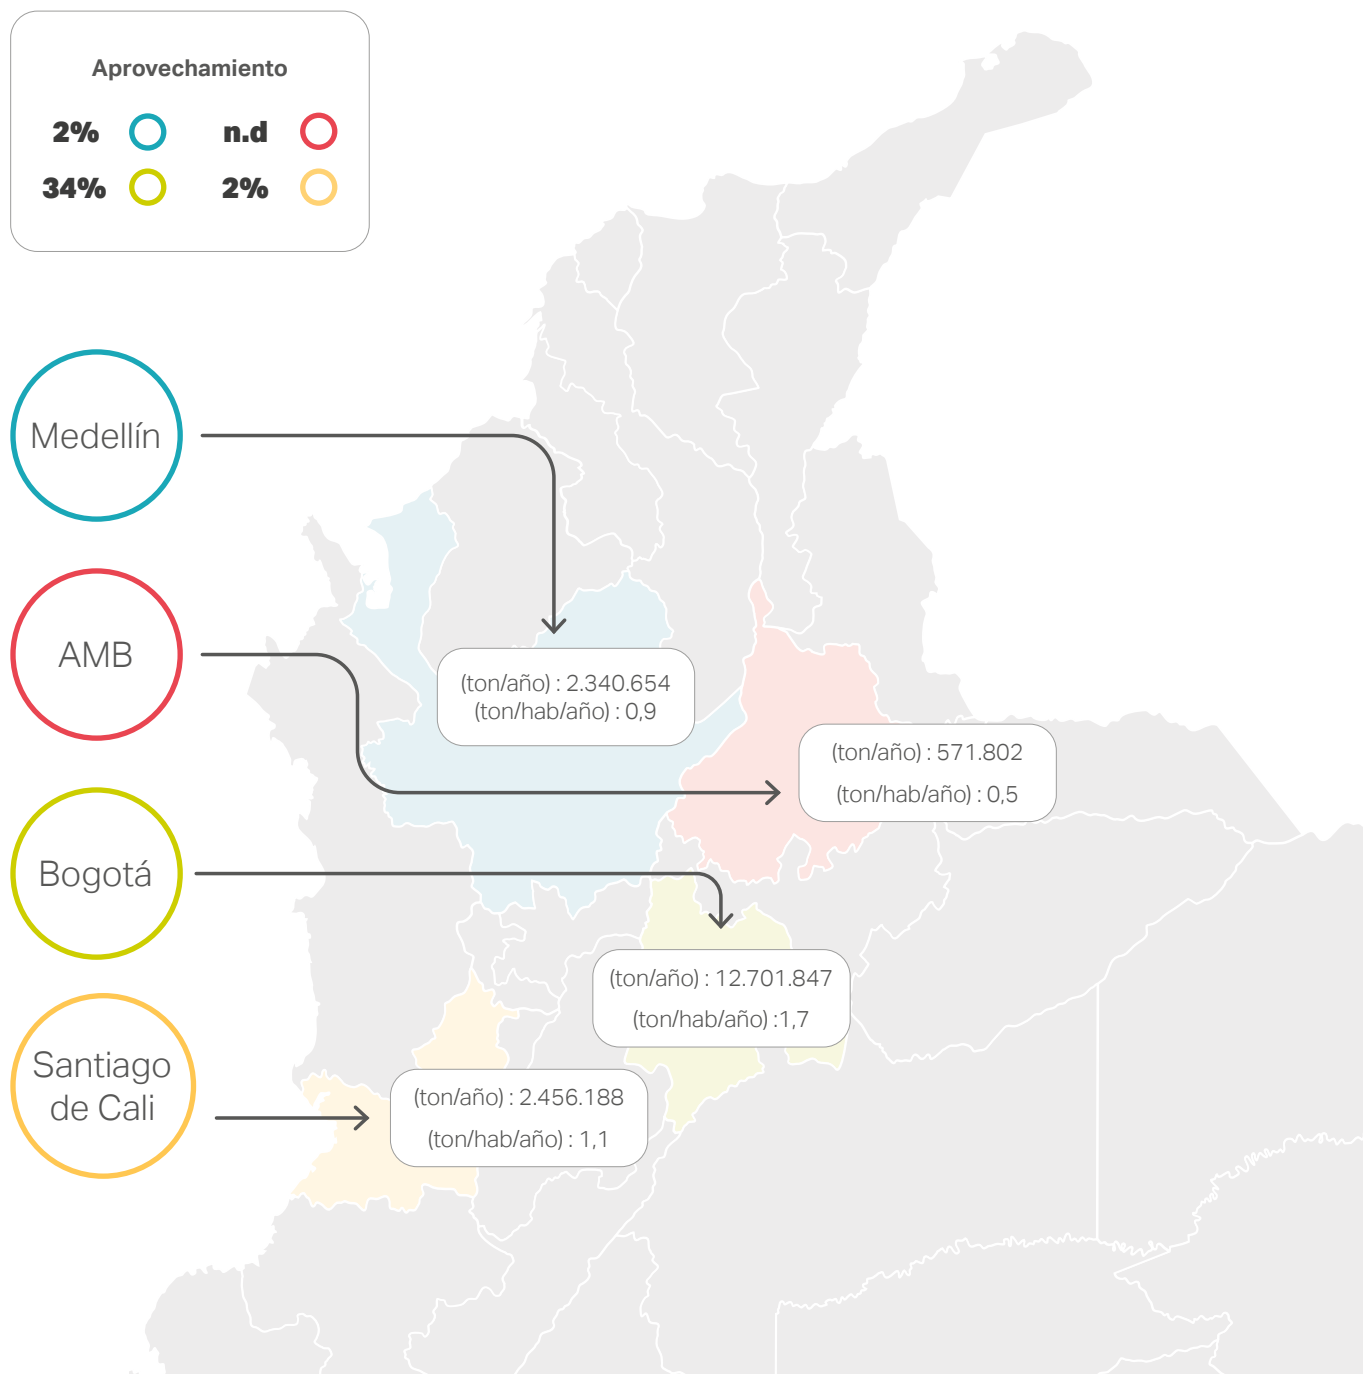 Aprovechamiento
2%
n.d
34%
2%
Medellín
(ton/año) : 2.340.654
(ton/hab/año) : 0,9
AMB
(ton/año) : 571.802
(ton/hab/año) : 0,5
Bogotá
(ton/año) : 12.701.847
(ton/hab/año) :1,7
Santiago
de Cali
(ton/año) : 2.456.188
(ton/hab/año) : 1,1